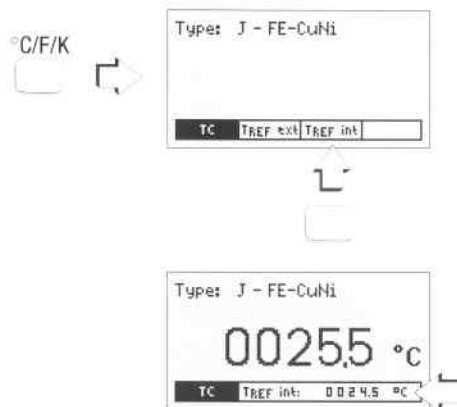 °C/F/K
Type: J - FE-CuNi
TC TREF ext TREF int
Type: J - FE-CuNi
0025,5 °C
TC TREF int: 0024,5 °C